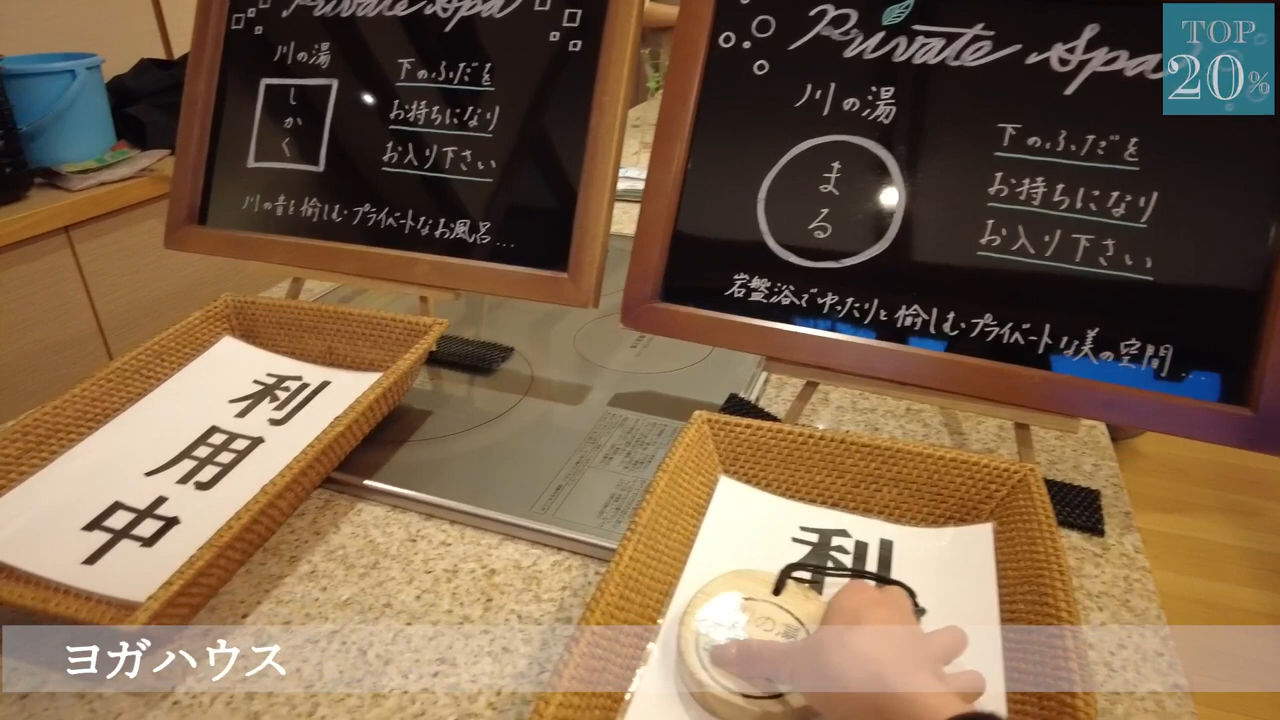 Private Spa
川の湯
しかく
下のふだを
お持ちになり
お入り下さい
川の音を愉しむプライベートなお風呂...
Private Spa
川の湯
まる
下のふだを
お持ちになり
お入り下さい
岩盤浴でゆったりと愉しむプライベートな美の空間...
TOP
20%
利用中
利
ヨガハウス